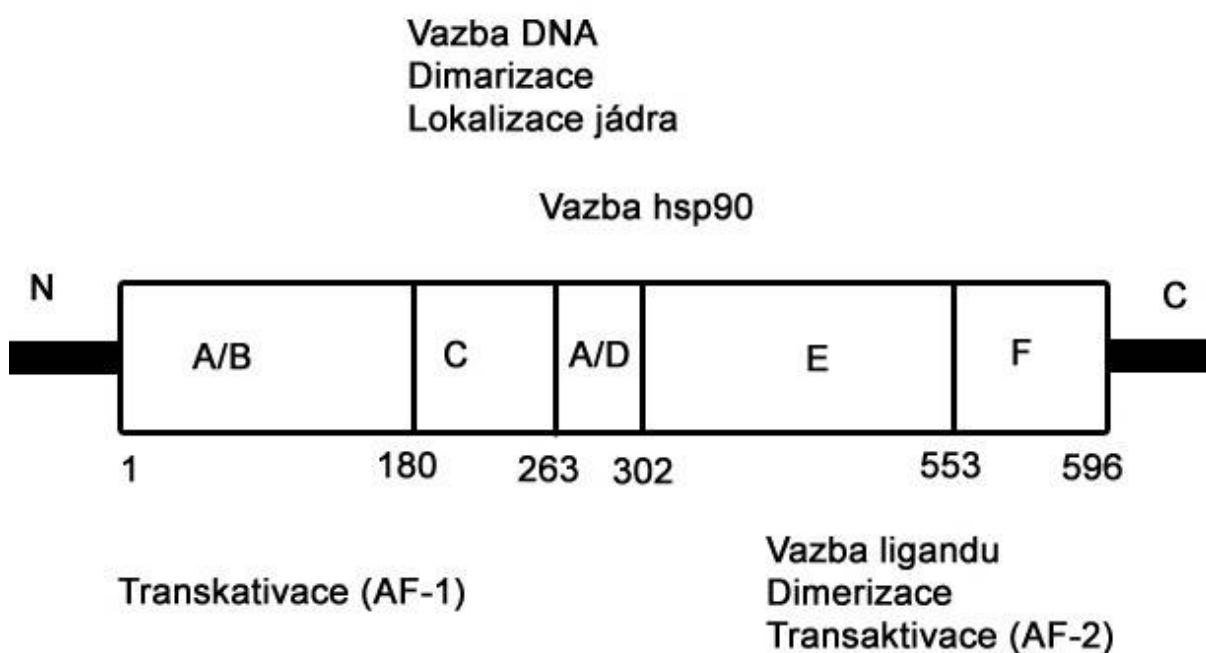 Vazba DNA
Dimarizace
Lokalizace jádra
Vazba hsp90
N
C
A/B
C
A/D
E
F
1
180
263
302
553
596
Transkativace (AF-1)
Vazba ligandu
Dimerizace
Transaktivace (AF-2)